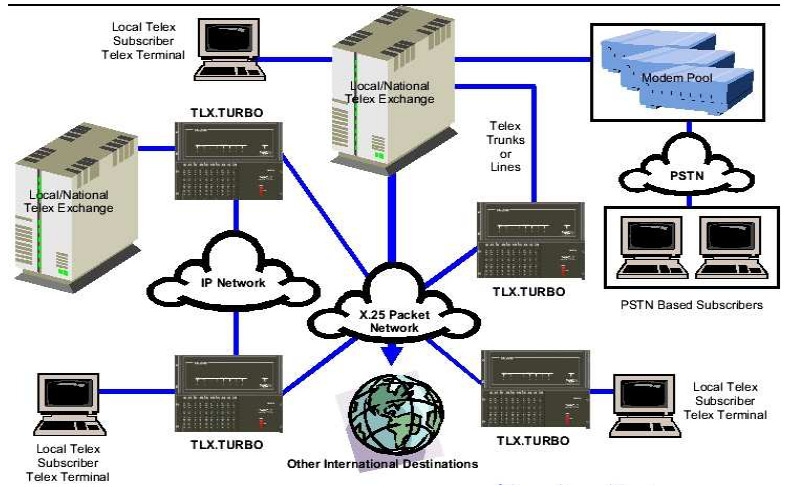 Local Telex
Subscriber
Telex Terminal
Local/National
Telex Exchange
Modem Pool
TLX.TURBO
Telex
Trunks
or
Lines
PSTN
Local/National
Telex Exchange
IP Network
TLX.TURBO
PSTN Based Subscribers
X.25 Packet
Network
Local Telex
Subscriber
Telex Terminal
TLX.TURBO
TLX.TURBO
Local Telex
Subscriber
Telex Terminal
Other International Destinations